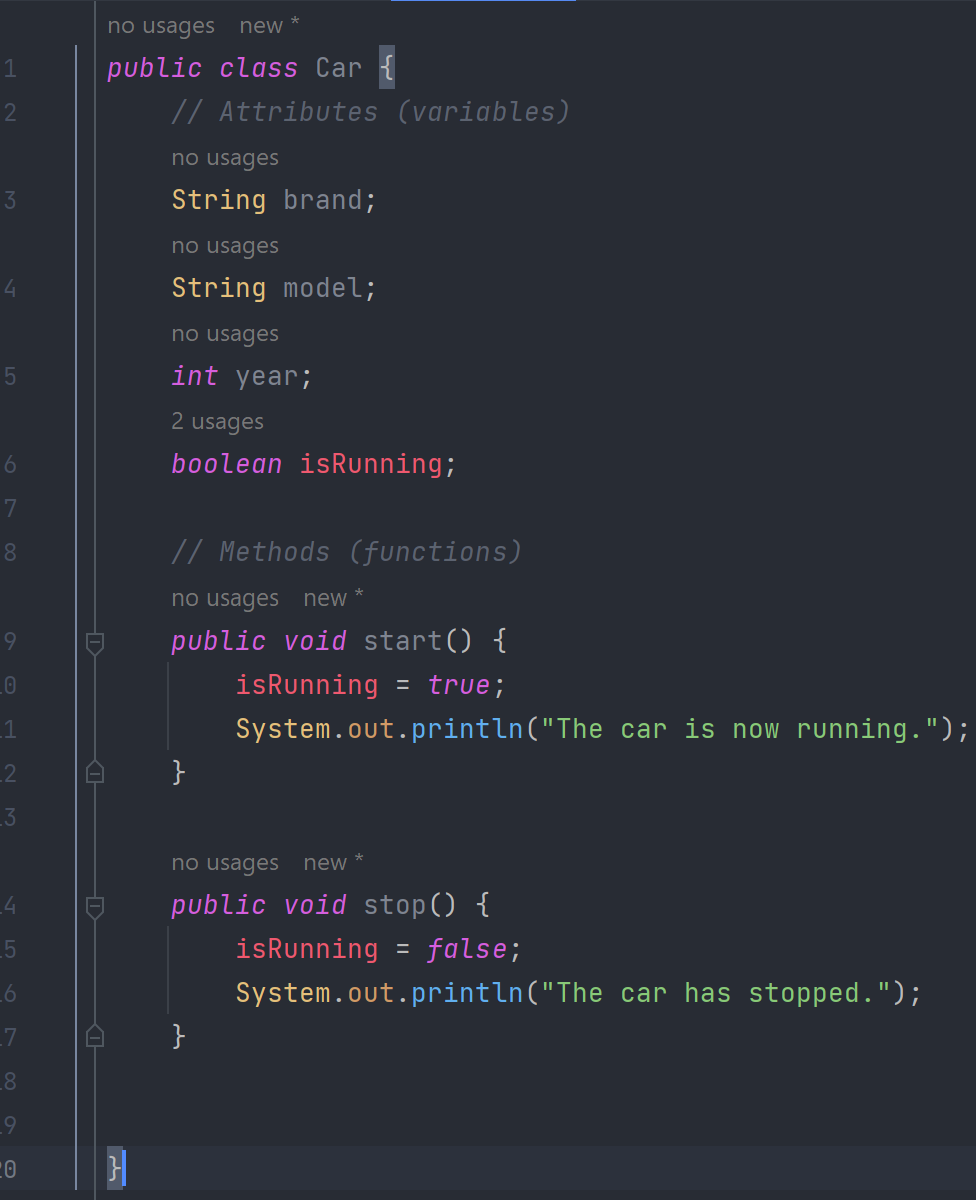 no usages new *
1 public class Car {
2 // Attributes (variables)
no usages
3 String brand;
no usages
4 String model;
no usages
5 int year;
2 usages
6 boolean isRunning;
7
8 // Methods (functions)
no usages new *
9 public void start() {
10 isRunning = true;
11 System.out.println("The car is now running.");
12 }
13
no usages new *
14 public void stop() {
15 isRunning = false;
16 System.out.println("The car has stopped.");
17 }
18
19
20 }